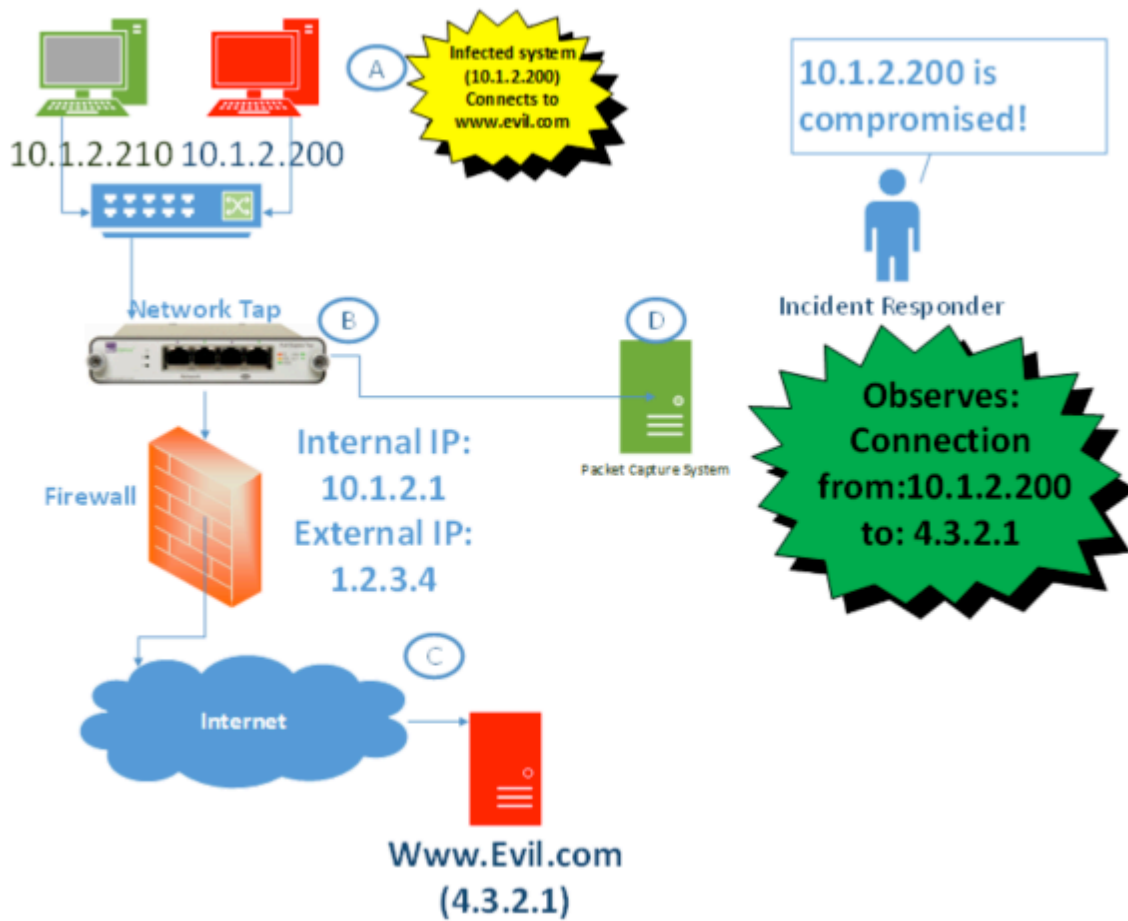 A
Infected system
(10.1.2.200)
Connects to
www.evil.com
10.1.2.200 is
compromised!
10.1.2.210
10.1.2.200
Network Tap
B
D
Incident Responder
Observes:
Connection
from:10.1.2.200
to: 4.3.2.1
Packet Capture System
Firewall
Internal IP:
10.1.2.1
External IP:
1.2.3.4
C
Internet
Www.Evil.com
(4.3.2.1)